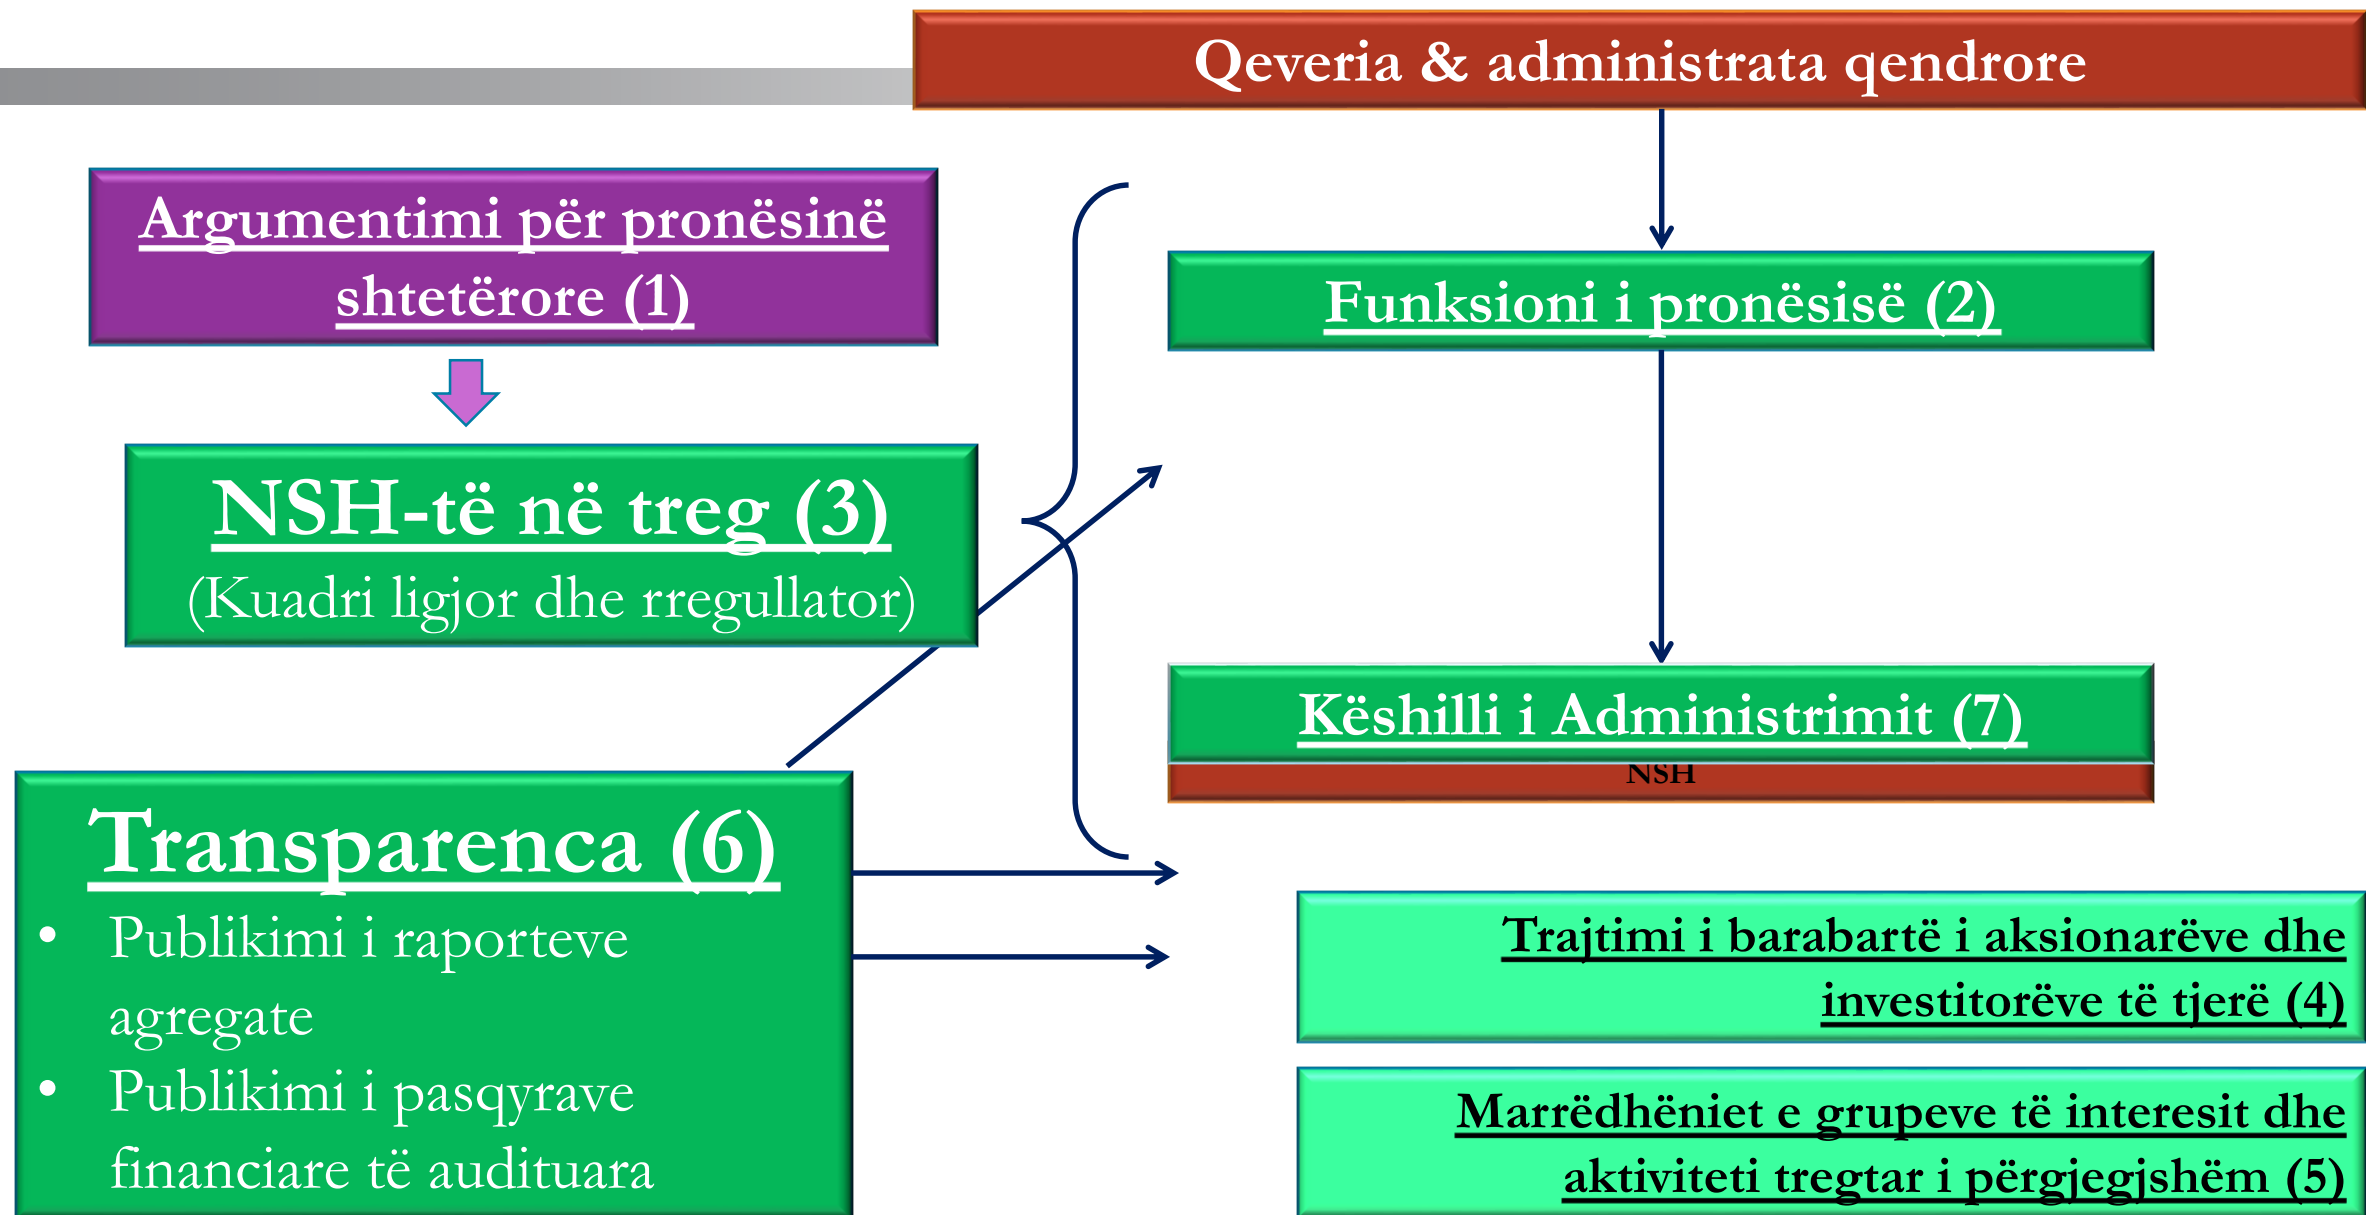 Qeveria & administrata qendrore
Argumentimi për pronësinë
shtetërore (1)
Funksioni i pronësisë (2)
NSH-të në treg (3)
(Kuadri ligjor dhe rregullator)
Këshilli i Administrimit (7)
NSH
Transparenca (6)
• Publikimi i raporteve
agregate
• Publikimi i pasqyrave
financiare të audituara
Trajtimi i barabartë i aksionarëve dhe
investitorëve të tjerë (4)
Marrëdhëniet e grupeve të interesit dhe
aktiviteti tregtar i përgjegjshëm (5)